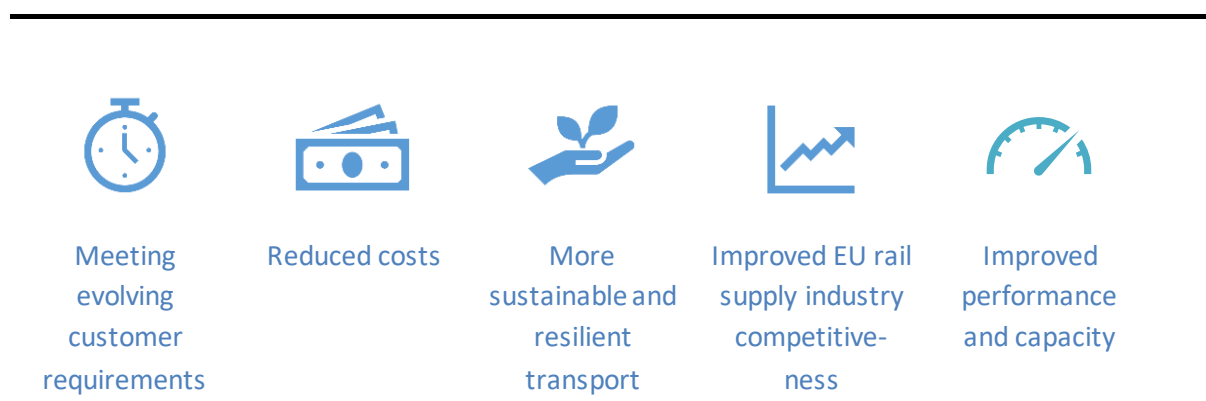 Meeting
evolving
customer
requirements
Reduced costs
More
sustainable and
resilient
transport
Improved EU rail
supply industry
competitive-
ness
Improved
performance
and capacity